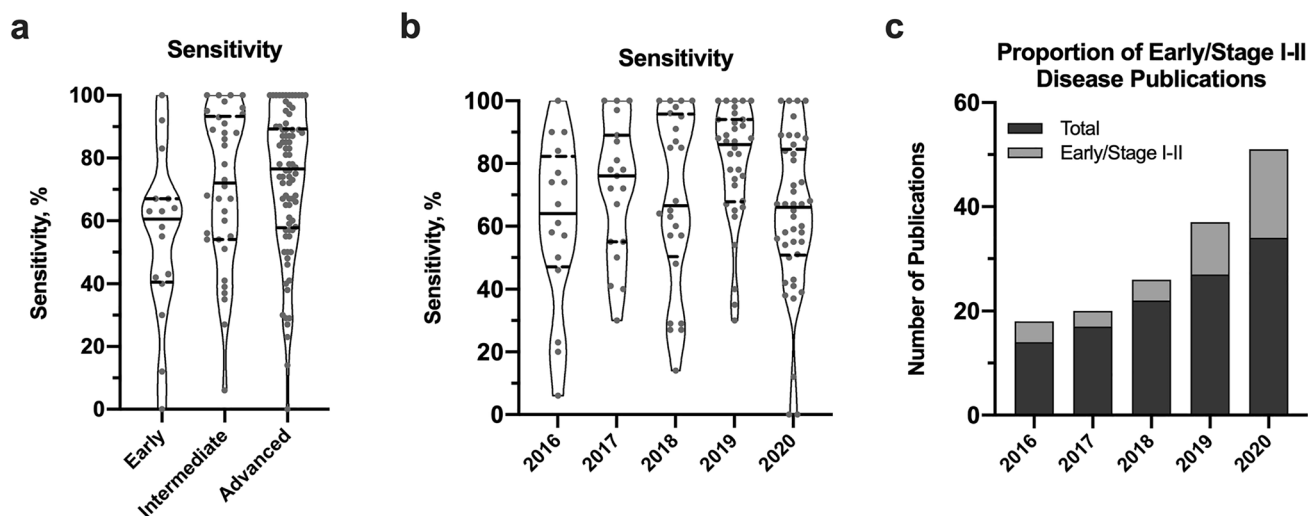 a
Sensitivity
Sensitivity, %
100
80
60
40
20
0
Early
Intermediate
Advanced
b
Sensitivity
Sensitivity, %
100
80
60
40
20
0
2016
2017
2018
2019
2020
c
Proportion of Early/Stage I-II
Disease Publications
Number of Publications
60
40
20
0
Total
Early/Stage I-II
2016
2017
2018
2019
2020